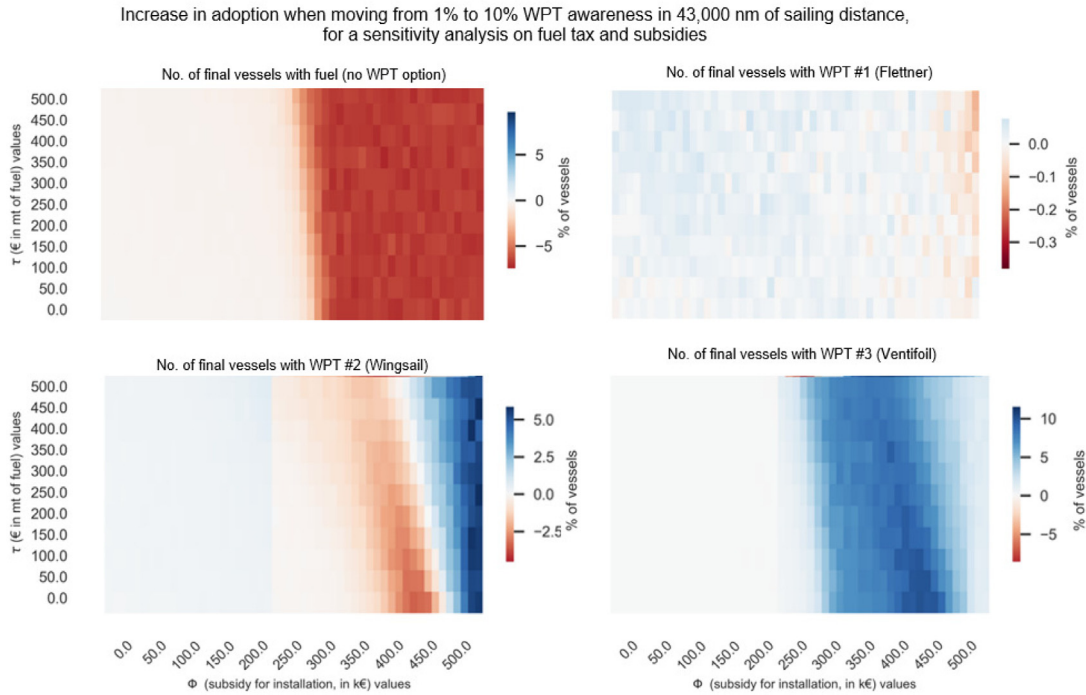 Increase in adoption when moving from 1% to 10% WPT awareness in 43,000 nm of sailing distance,
for a sensitivity analysis on fuel tax and subsidies
No. of final vessels with fuel (no WPT option)
τ (€ in mt of fuel) values
500.0
450.0
400.0
350.0
300.0
250.0
200.0
150.0
100.0
50.0
0.0
5
0
−5
% of vessels
No. of final vessels with WPT #1 (Flettner)
0.0
−0.1
−0.2
−0.3
% of vessels
No. of final vessels with WPT #2 (Wingsail)
τ (€ in mt of fuel) values
500.0
450.0
400.0
350.0
300.0
250.0
200.0
150.0
100.0
50.0
0.0
5.0
2.5
0.0
−2.5
% of vessels
0.0 50.0 100.0 150.0 200.0 250.0 300.0 350.0 400.0 450.0 500.0
Φ (subsidy for installation, in k€) values
No. of final vessels with WPT #3 (Ventifoil)
10
5
0
−5
% of vessels
0.0 50.0 100.0 150.0 200.0 250.0 300.0 350.0 400.0 450.0 500.0
Φ (subsidy for installation, in k€) values